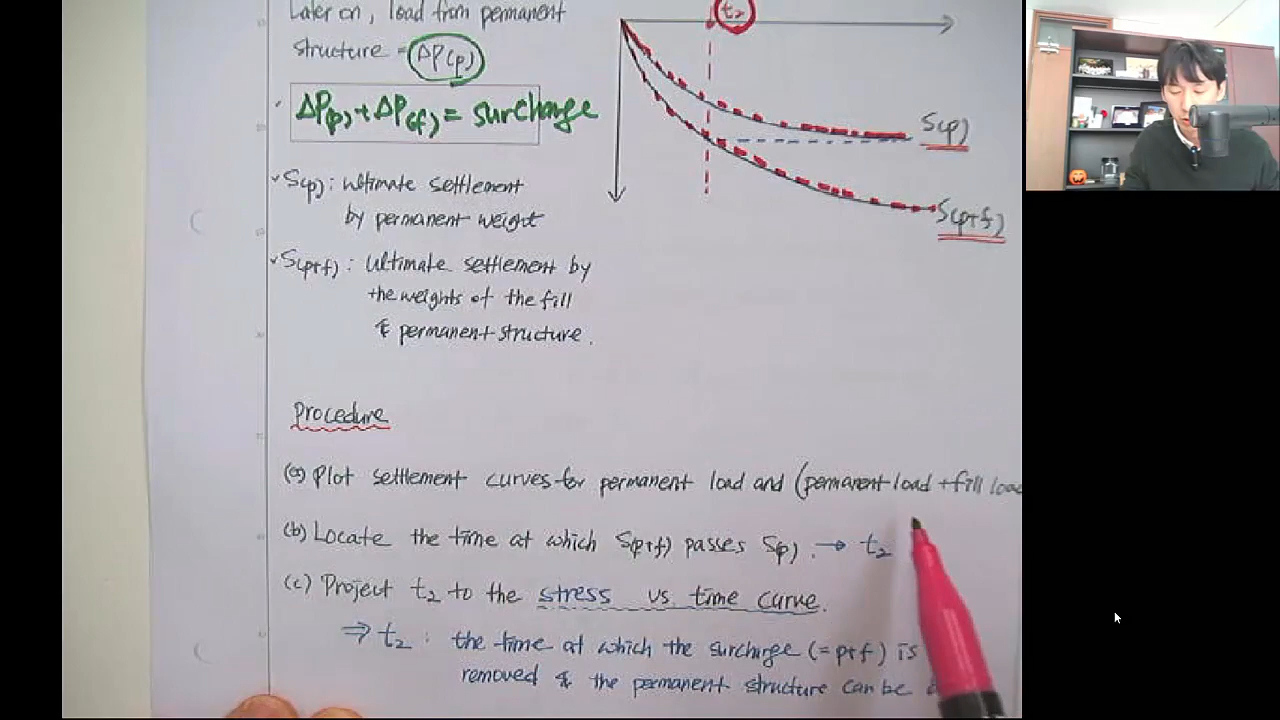 Later on, load from permanent
structure = ΔP(p)
ΔP(p) + ΔP(f) = surcharge
S(p): ultimate settlement
by permanent weight
S(p+f): ultimate settlement by
the weights of the fill
& permanent structure.
t₂
S(p)
S(p+f)
Procedure
(a) Plot settlement curves for permanent load and (permanent load + fill load
(b) Locate the time at which S(p+f) passes S(p). → t₂
(c) Project t₂ to the stress vs time curve.
⇒ t₂ : the time at which the surcharge (= p+f) is
removed & the permanent structure can be